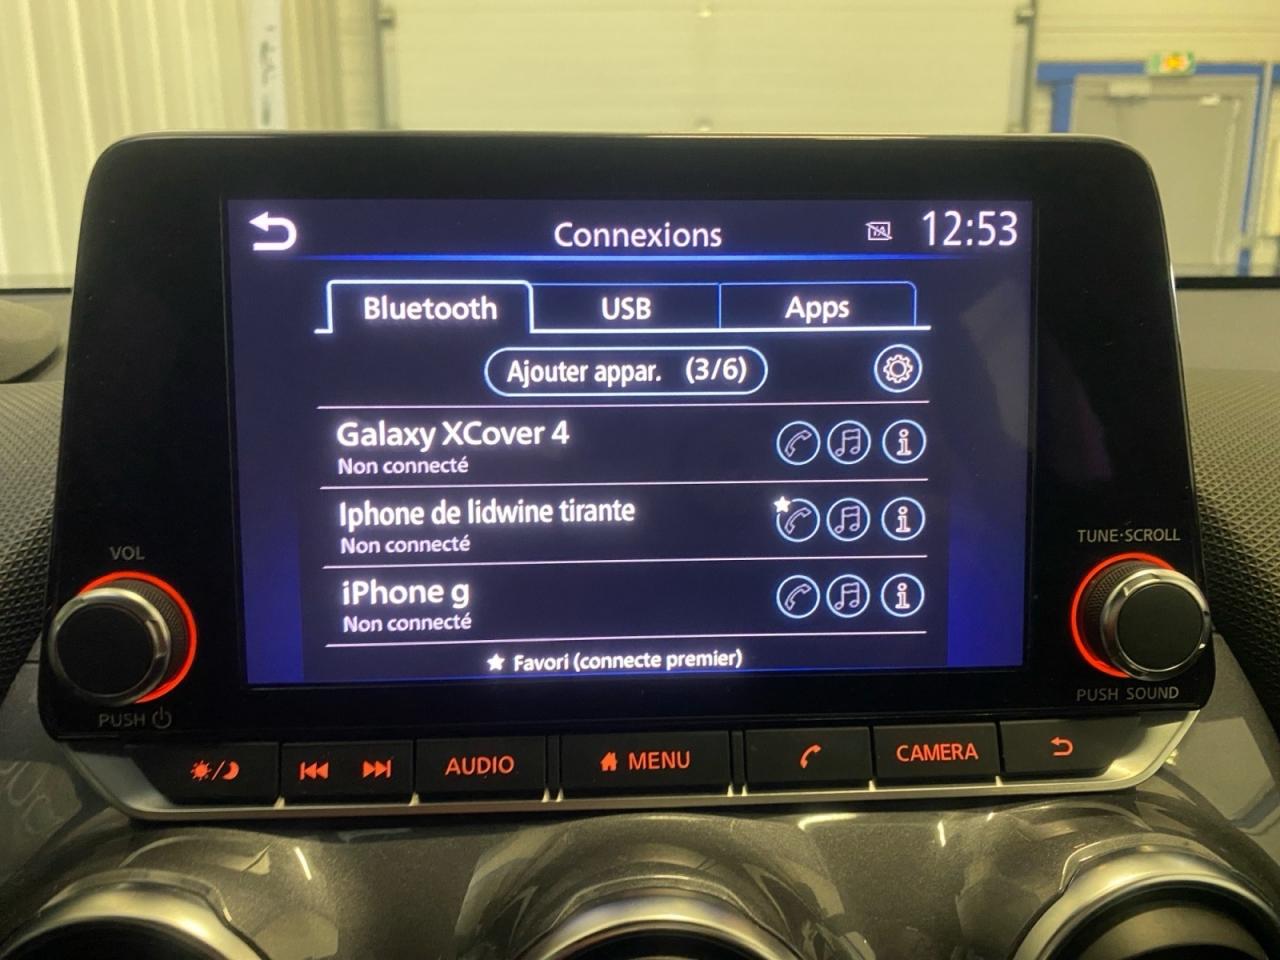 Connexions
12:53
Bluetooth
USB
Apps
Ajouter appar. (3/6)
Galaxy XCover 4
Non connecté
Iphone de lidwine tirante
Non connecté
iPhone g
Non connecté
★ Favori (connecte premier)
VOL
PUSH
TUNE·SCROLL
PUSH SOUND
AUDIO
MENU
CAMERA